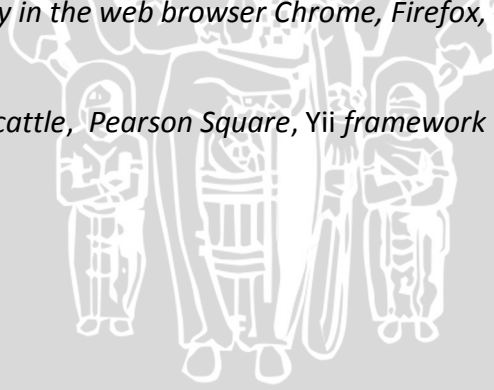 y in the web browser Chrome, Firefox,
cattle, Pearson Square, Yii framework